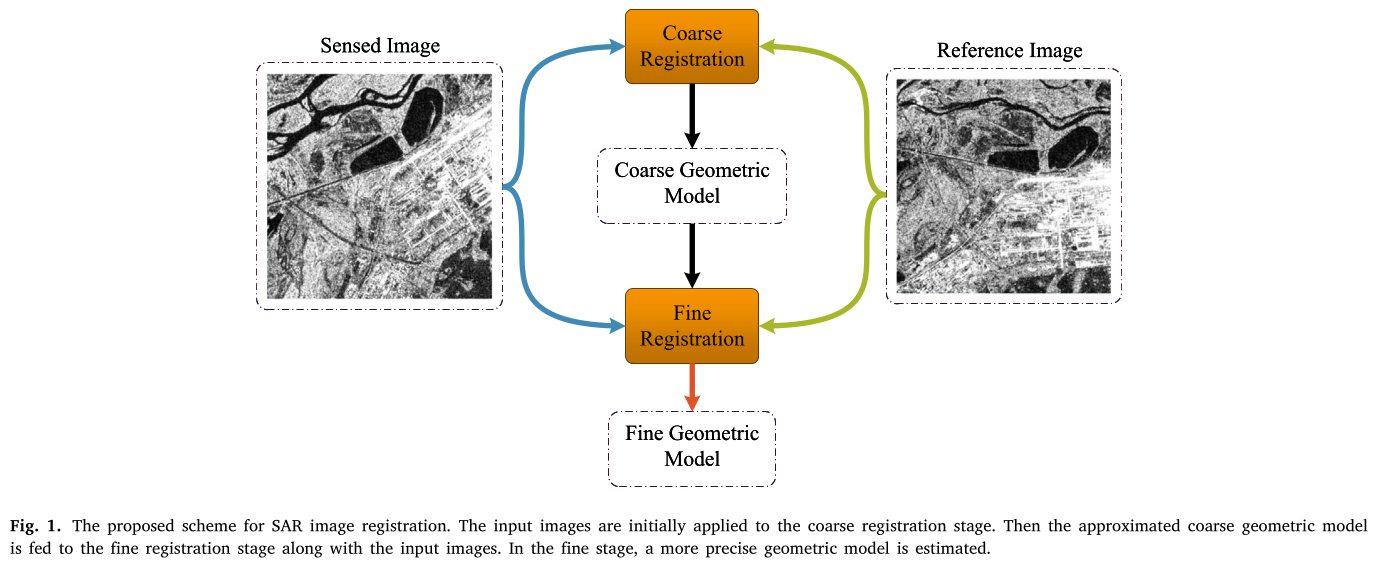 Sensed Image
Coarse
Registration
Reference Image
Coarse Geometric
Model
Fine
Registration
Fine Geometric
Model
Fig. 1. The proposed scheme for SAR image registration. The input images are initially applied to the coarse registration stage. Then the approximated coarse geometric model
is fed to the fine registration stage along with the input images. In the fine stage, a more precise geometric model is estimated.